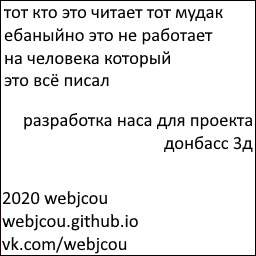 тот кто это читает тот мудак
ебаныйно это не работает
на человека который
это всё писал
разработка наса для проекта
донбасс 3д
2020 webjcou
webjcou.github.io
vk.com/webjcou